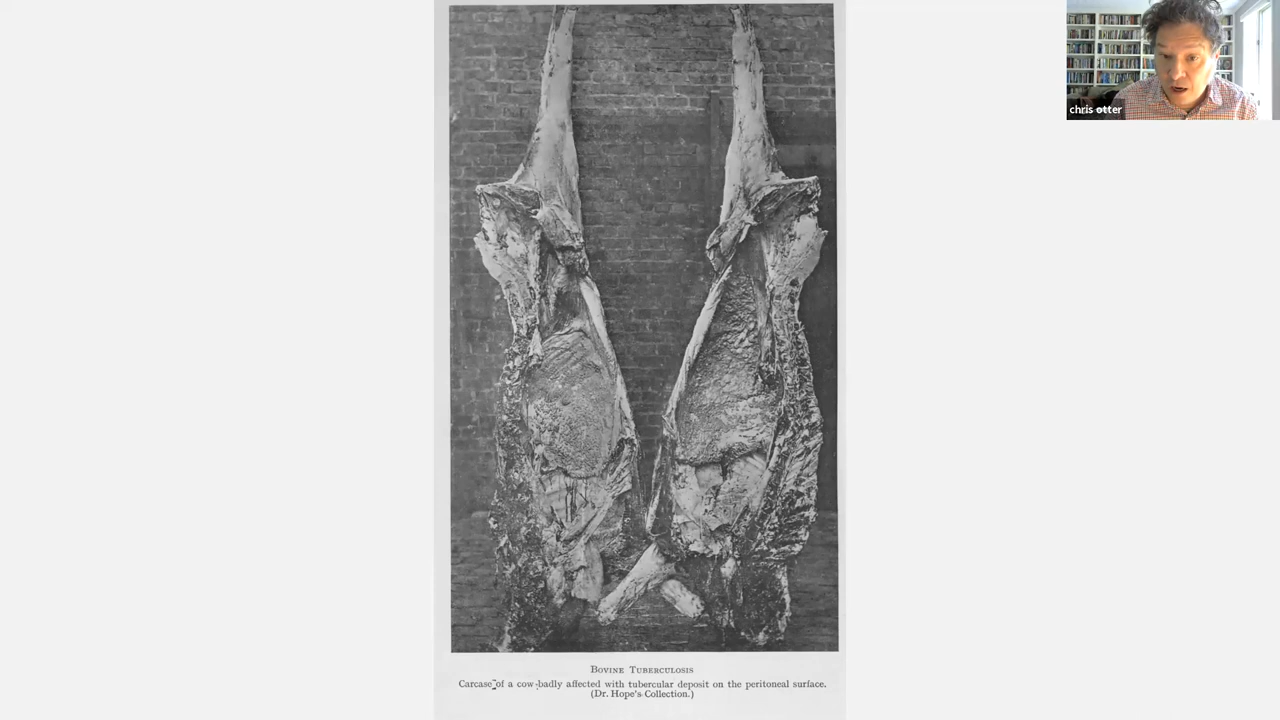 chris otter
BOVINE TUBERCULOSIS
Carcase of a cow badly affected with tubercular deposit on the peritoneal surface.
(Dr. Hope's Collection.)